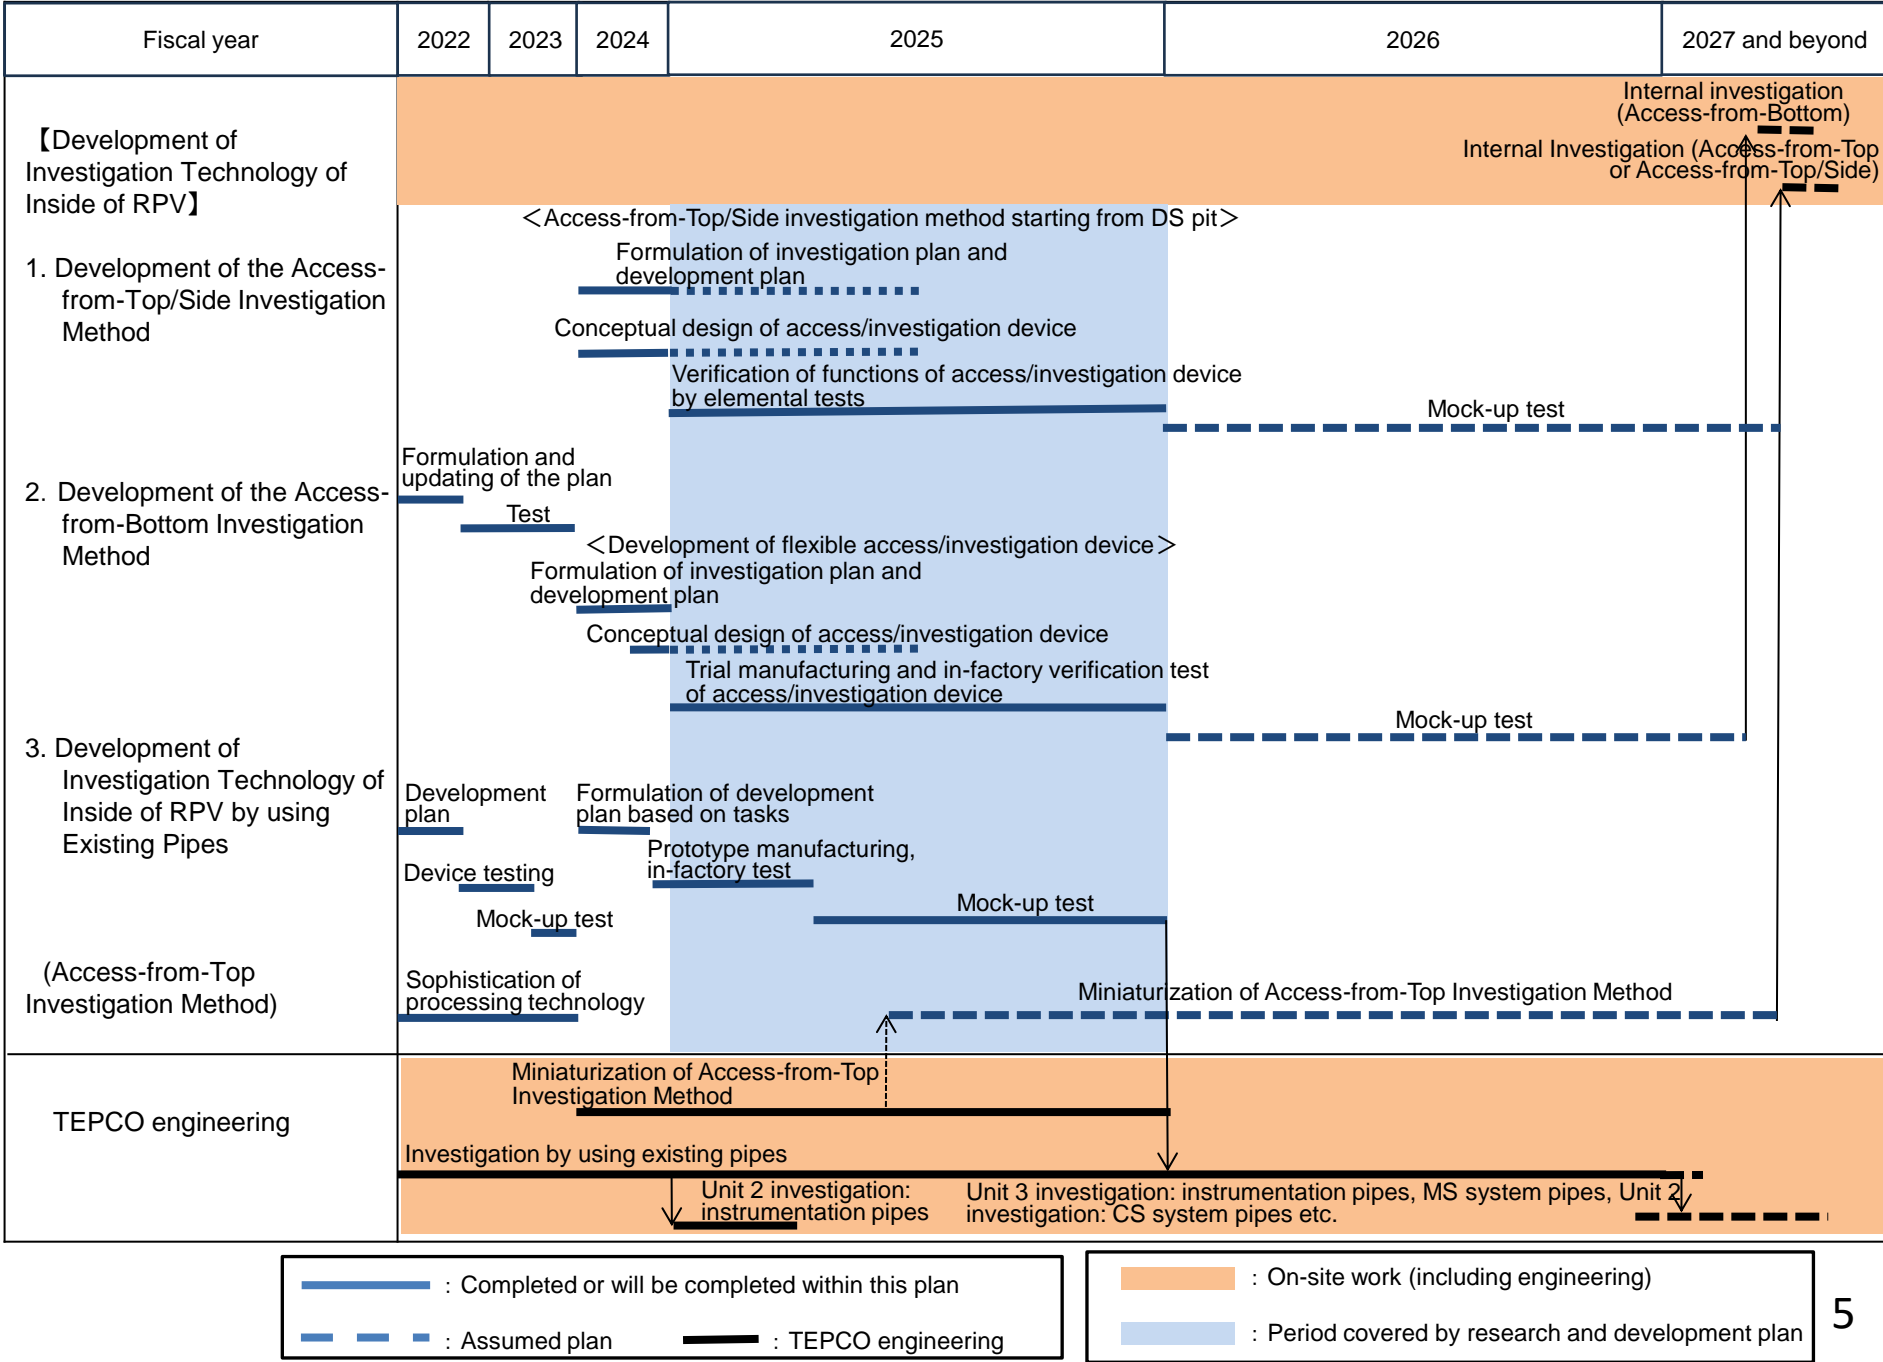 Fiscal year
2022
2023
2024
2025
2026
2027 and beyond
Internal investigation
(Access-from-Bottom)
Internal Investigation (Access-from-Top
or Access-from-Top/Side)
【Development of
Investigation Technology of
Inside of RPV】
<Access-from-Top/Side investigation method starting from DS pit>
1. Development of the Access-
from-Top/Side Investigation
Method
Formulation of investigation plan and
development plan
Conceptual design of access/investigation device
Verification of functions of access/investigation device
by elemental tests
Mock-up test
2. Development of the Access-
from-Bottom Investigation
Method
Formulation and
updating of the plan
Test
<Development of flexible access/investigation device>
Formulation of investigation plan and
development plan
Conceptual design of access/investigation device
Trial manufacturing and in-factory verification test
of access/investigation device
Mock-up test
3. Development of
Investigation Technology of
Inside of RPV by using
Existing Pipes
Development
plan
Formulation of development
plan based on tasks
Device testing
Prototype manufacturing,
in-factory test
Mock-up test
Mock-up test
(Access-from-Top
Investigation Method)
Sophistication of
processing technology
Miniaturization of Access-from-Top Investigation Method
TEPCO engineering
Miniaturization of Access-from-Top
Investigation Method
Investigation by using existing pipes
Unit 2 investigation:
instrumentation pipes
Unit 3 investigation: instrumentation pipes, MS system pipes, Unit 2
investigation: CS system pipes etc.
: Completed or will be completed within this plan
: Assumed plan
: TEPCO engineering
: On-site work (including engineering)
: Period covered by research and development plan
5